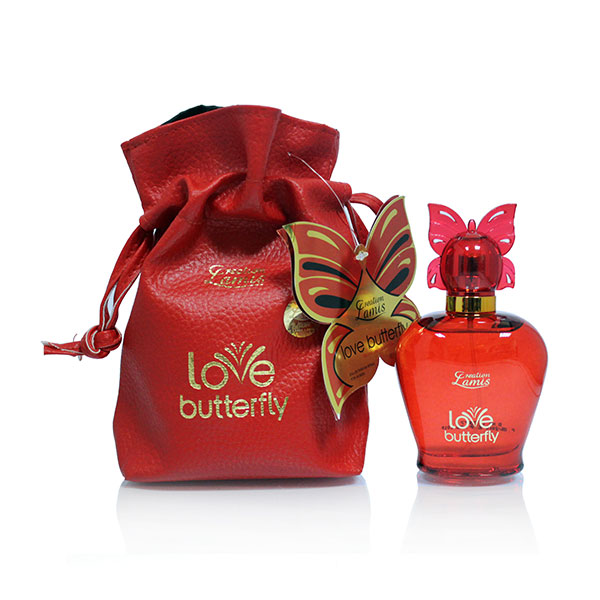 Creation
Lamis
love
butterfly
Creation
Lamis
love butterfly
Creation
Lamis
love
butterfly